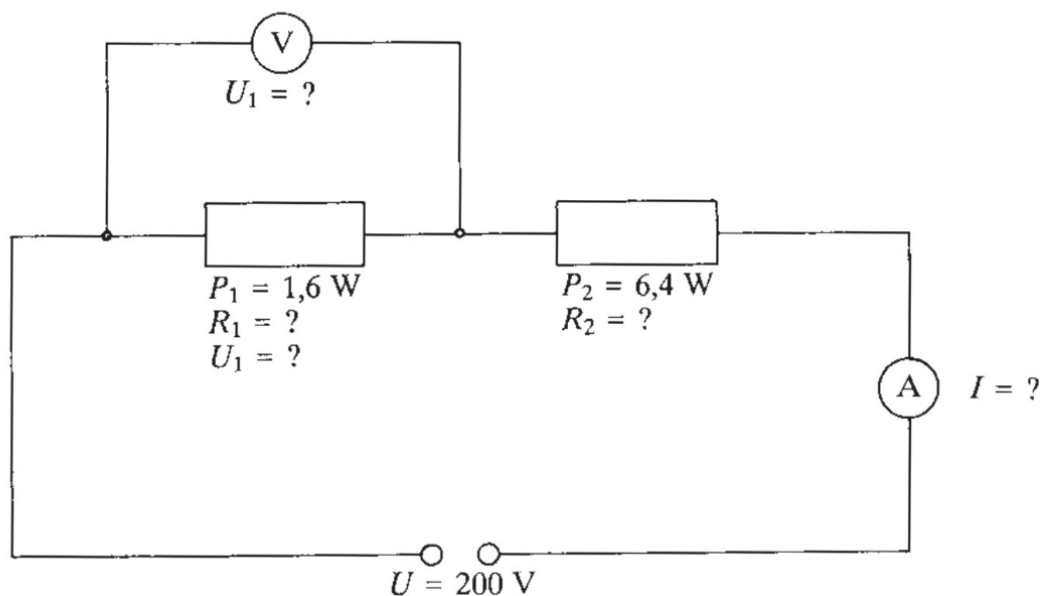 V
U₁ = ?
P₁ = 1,6 W
R₁ = ?
U₁ = ?
P₂ = 6,4 W
R₂ = ?
A
I = ?
U = 200 V